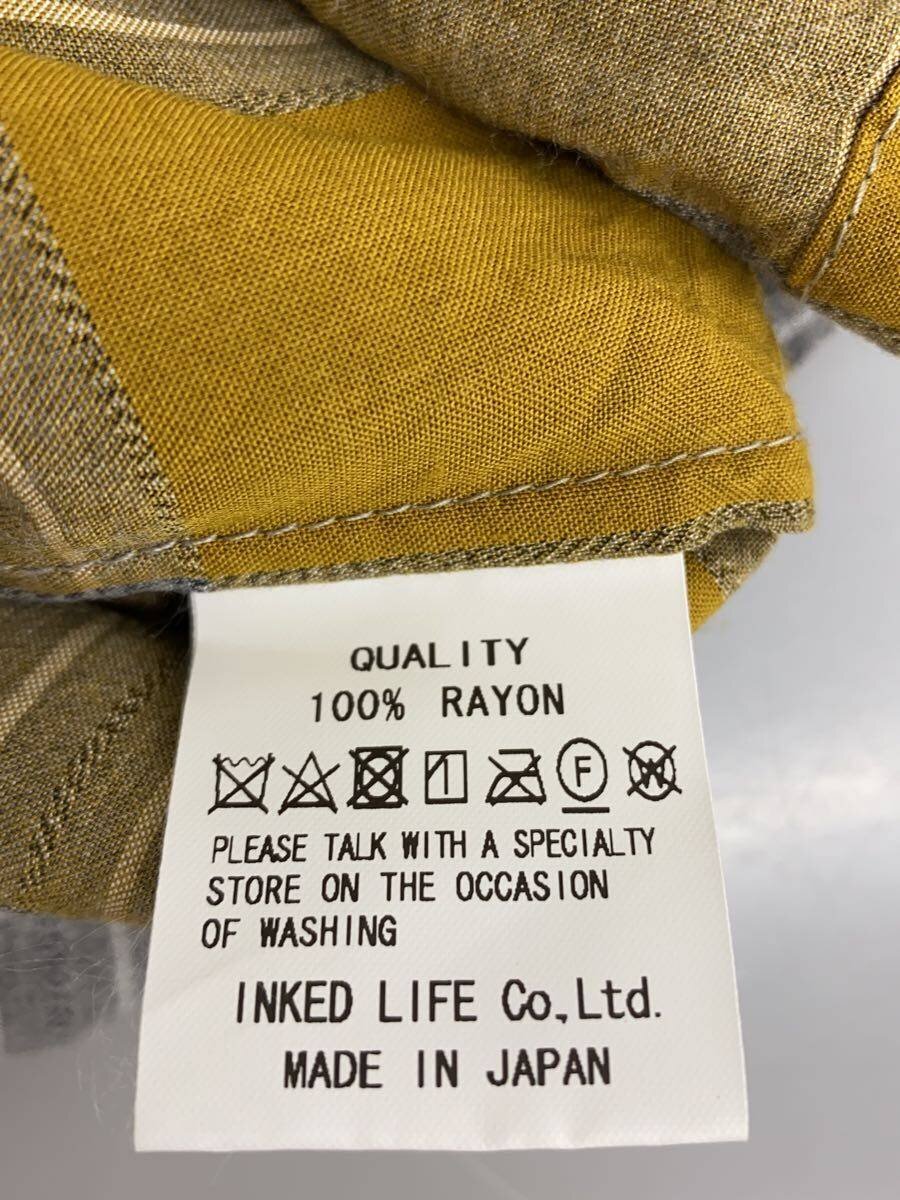 QUALITY
100% RAYON
F W
PLEASE TALK WITH A SPECIALTY
STORE ON THE OCCASION
OF WASHING
INKED LIFE Co.,Ltd.
MADE IN JAPAN